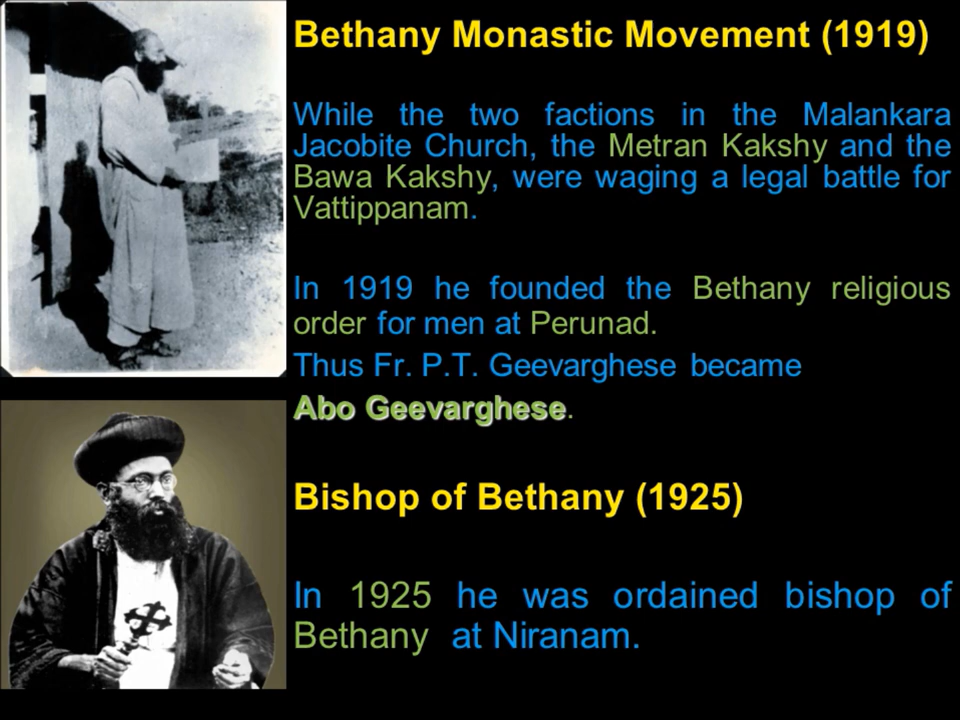 Bethany Monastic Movement (1919)
While the two factions in the Malankara
Jacobite Church, the Metran Kakshy and the
Bawa Kakshy, were waging a legal battle for
Vattippanam.
In 1919 he founded the Bethany religious
order for men at Perunad.
Thus Fr. P.T. Geevarghese became
Abo Geevarghese.
Bishop of Bethany (1925)
In 1925 he was ordained bishop of
Bethany at Niranam.